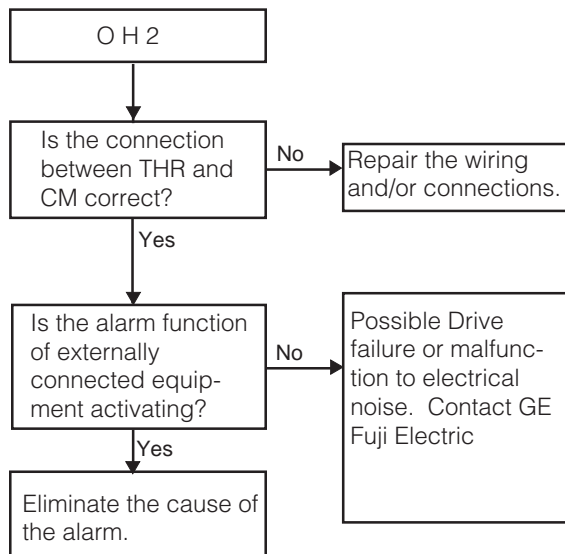 O H 2
Is the connection
between THR and
CM correct?
No
Repair the wiring
and/or connections.
Yes
Is the alarm function
of externally
connected equip-
ment activating?
No
Possible Drive
failure or malfunc-
tion to electrical
noise.  Contact GE
Fuji Electric
Yes
Eliminate the cause of
the alarm.